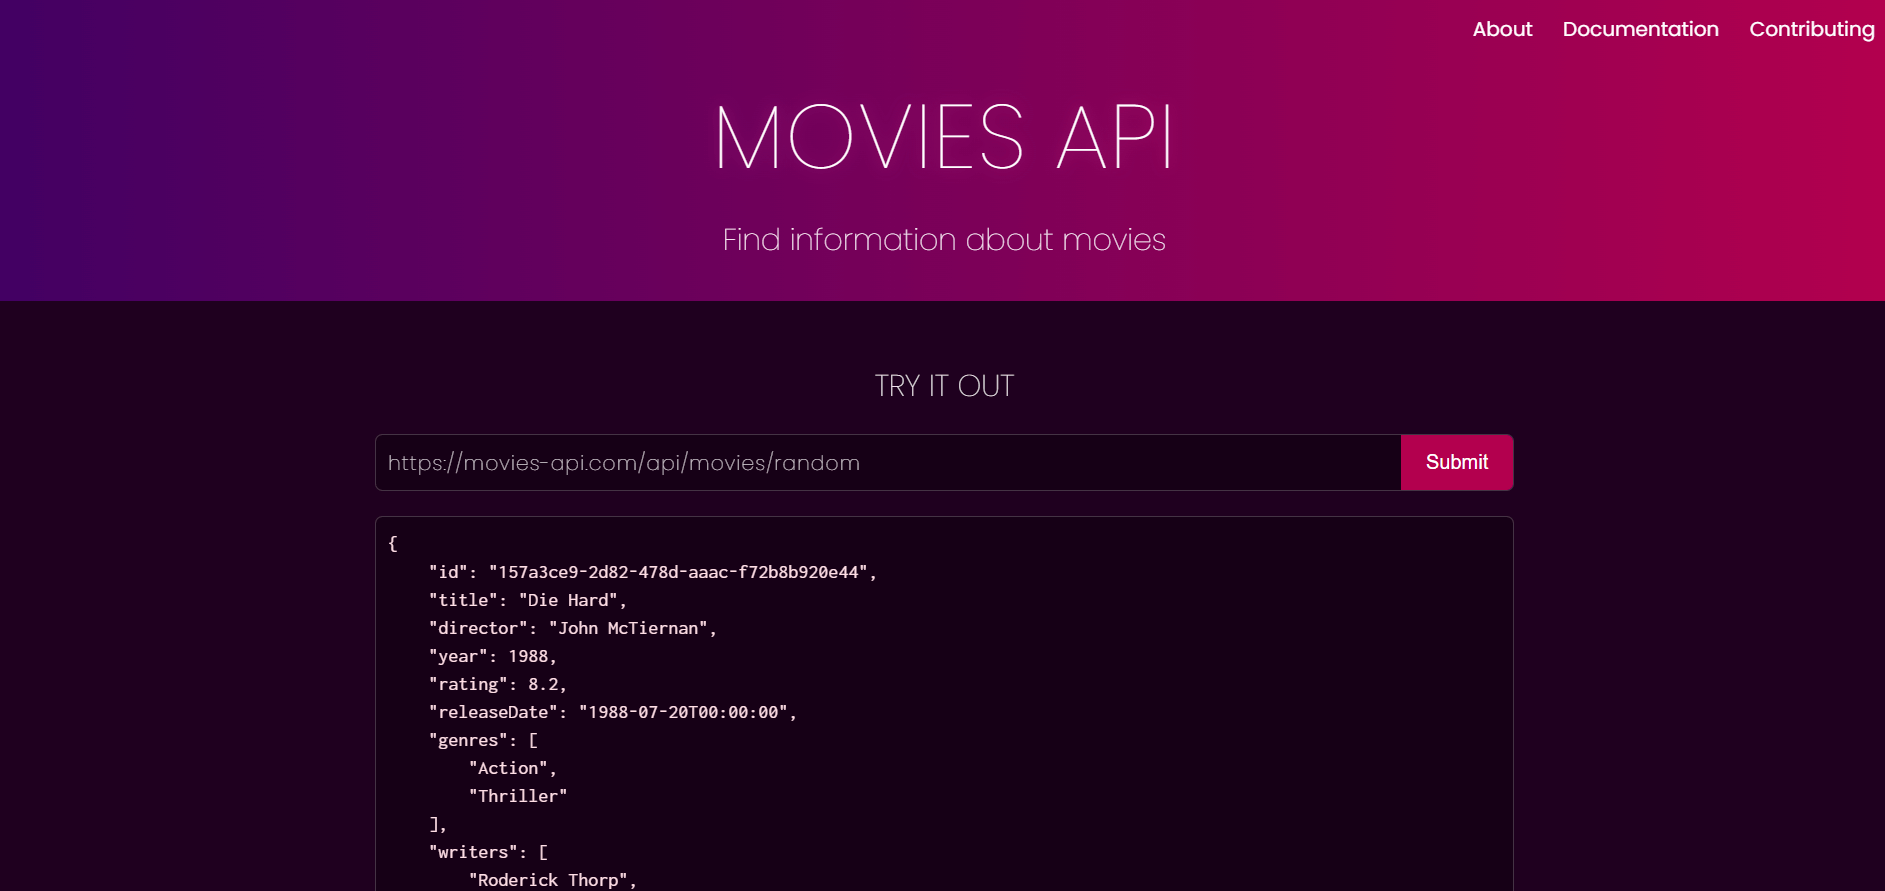 About Documentation Contributing
MOVIES API
Find information about movies
TRY IT OUT
https://movies-api.com/api/movies/random Submit
{
    "id": "157a3ce9-2d82-478d-aaac-f72b8b920e44",
    "title": "Die Hard",
    "director": "John McTiernan",
    "year": 1988,
    "rating": 8.2,
    "releaseDate": "1988-07-20T00:00:00",
    "genres": [
        "Action",
        "Thriller"
    ],
    "writers": [
        "Roderick Thorp",